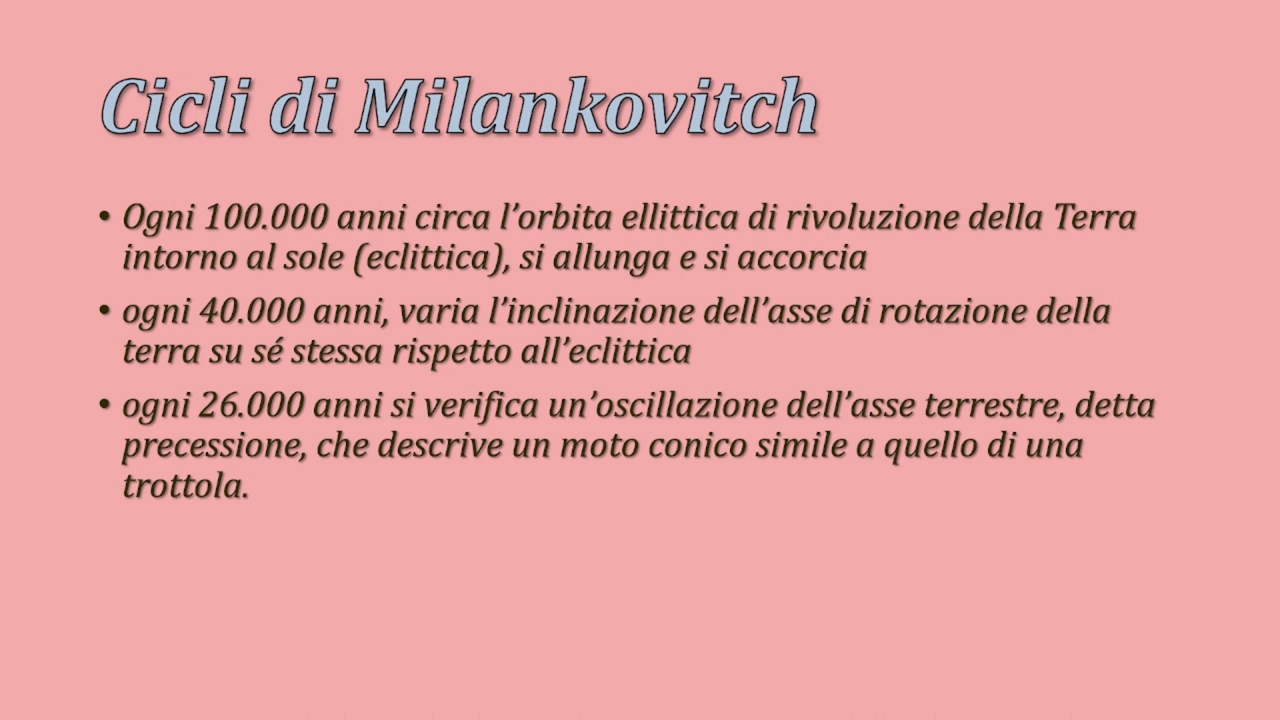 Cicli di Milankovitch
• Ogni 100.000 anni circa l’orbita ellittica di rivoluzione della Terra
intorno al sole (eclittica), si allunga e si accorcia
• ogni 40.000 anni, varia l’inclinazione dell’asse di rotazione della
terra su sé stessa rispetto all’eclittica
• ogni 26.000 anni si verifica un’oscillazione dell’asse terrestre, detta
precessione, che descrive un moto conico simile a quello di una
trottola.